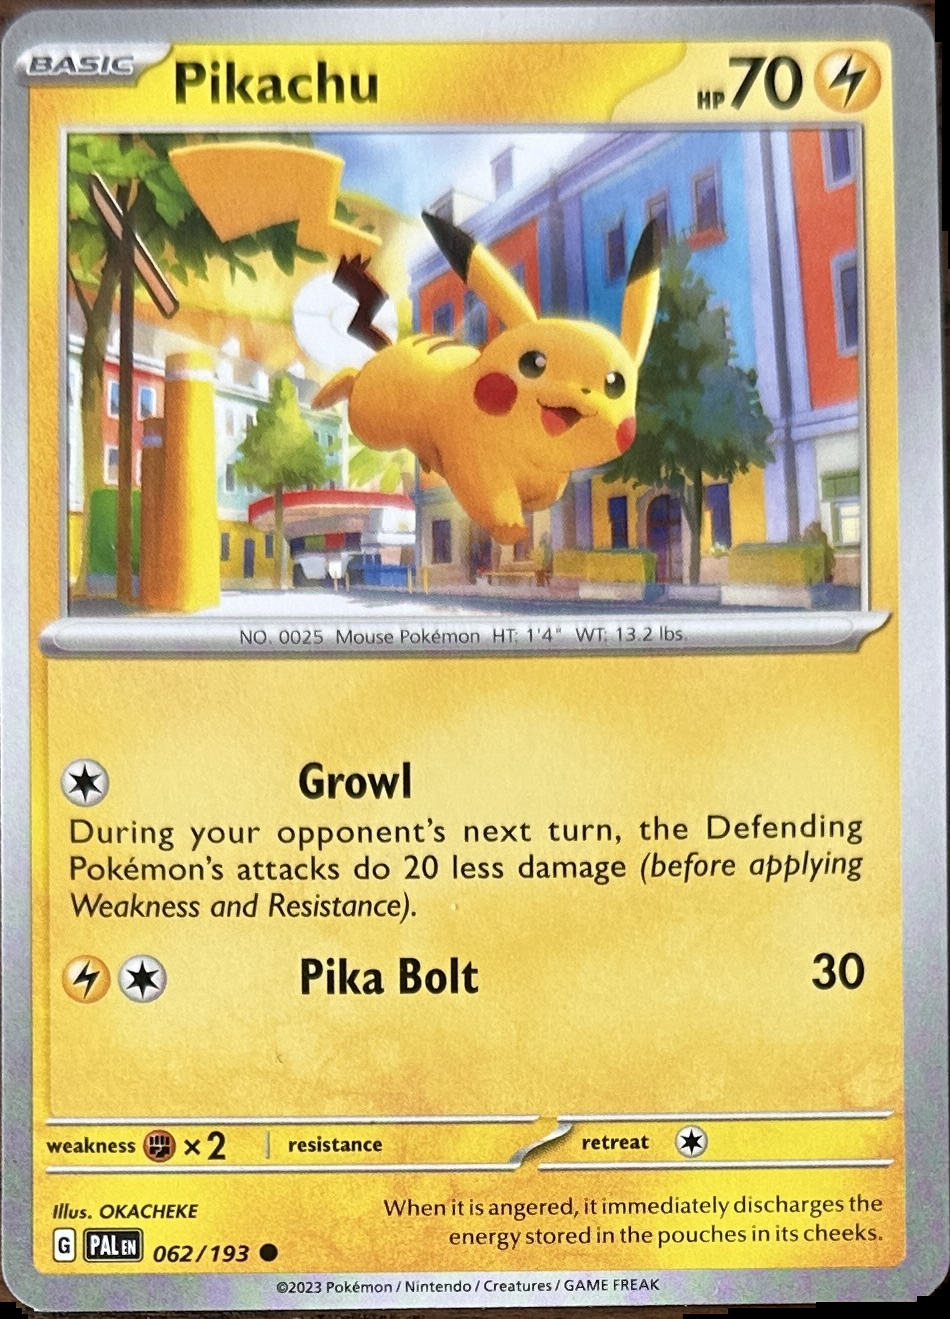 BASIC Pikachu HP 70
NO. 0025 Mouse Pokémon HT: 1'4" WT: 13.2 lbs.
Growl
During your opponent's next turn, the Defending
Pokémon's attacks do 20 less damage (before applying
Weakness and Resistance).
Pika Bolt 30
weakness ×2 resistance retreat
Illus. OKACHEKE
When it is angered, it immediately discharges the
energy stored in the pouches in its cheeks.
G PAL EN 062/193
©2023 Pokémon / Nintendo / Creatures / GAME FREAK